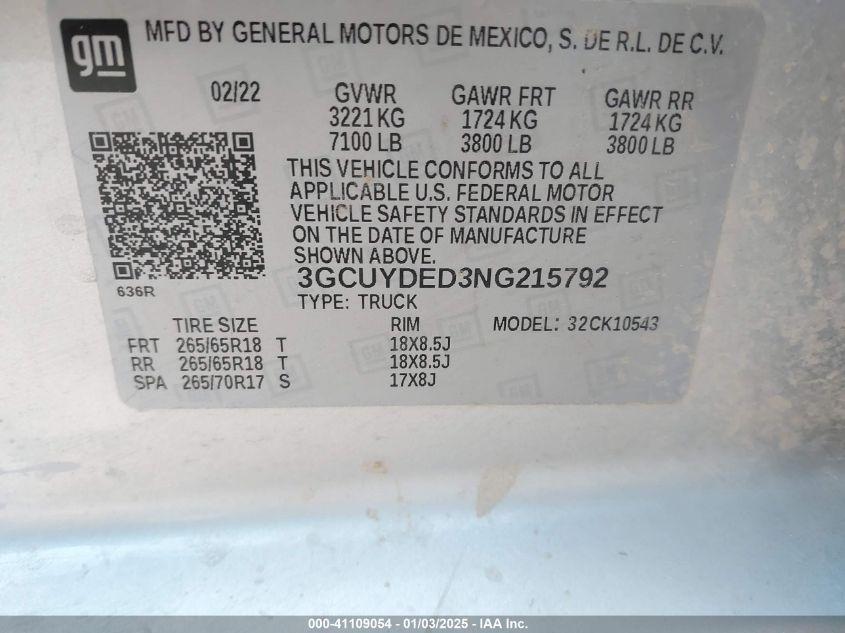 gm
MFD BY GENERAL MOTORS DE MEXICO, S. DE R.L. DE C.V.
02/22 GVWR GAWR FRT GAWR RR
3221 KG 1724 KG 1724 KG
7100 LB 3800 LB 3800 LB
THIS VEHICLE CONFORMS TO ALL
APPLICABLE U.S. FEDERAL MOTOR
VEHICLE SAFETY STANDARDS IN EFFECT
ON THE DATE OF MANUFACTURE
SHOWN ABOVE.
3GCUYDED3NG215792
636R
TYPE: TRUCK
TIRE SIZE RIM MODEL: 32CK10543
FRT 265/65R18 T 18X8.5J
RR 265/65R18 T 18X8.5J
SPA 265/70R17 S 17X8J
000-41109054 - 01/03/2025 - IAA Inc.